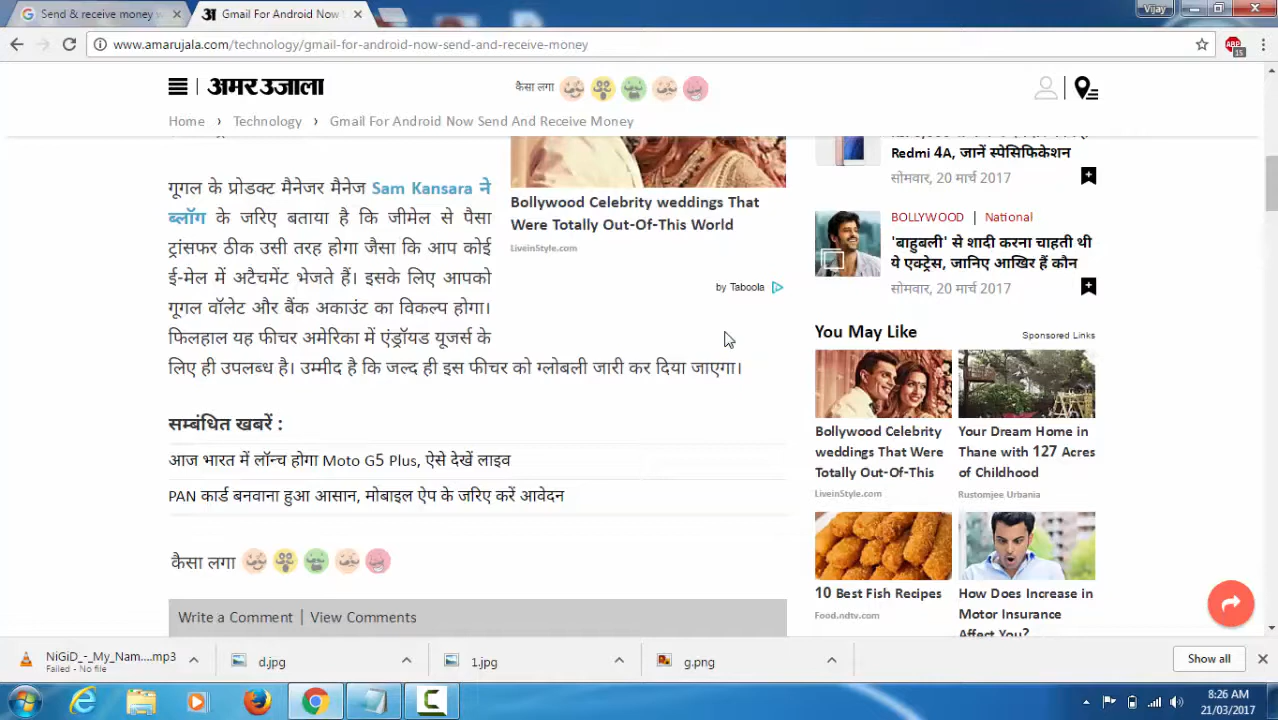 Send & receive money w
Gmail For Android Now
Vijay
www.amarujala.com/technology/gmail-for-android-now-send-and-receive-money
ABP
15
अमर उजाला
कैसा लगा
Home › Technology › Gmail For Android Now Send And Receive Money
गूगल के प्रोडक्ट मैनेजर मैनेज Sam Kansara ने
ब्लॉग के जरिए बताया है कि जीमेल से पैसा
ट्रांसफर ठीक उसी तरह होगा जैसा कि आप कोई
ई-मेल में अटैचमेंट भेजते हैं। इसके लिए आपको
गूगल वॉलेट और बैंक अकाउंट का विकल्प होगा।
फिलहाल यह फीचर अमेरिका में एंड्रॉयड यूजर्स के
लिए ही उपलब्ध है। उम्मीद है कि जल्द ही इस फीचर को ग्लोबली जारी कर दिया जाएगा।
Bollywood Celebrity weddings That
Were Totally Out-Of-This World
LiveinStyle.com
by Taboola
सम्बंधित खबरें :
आज भारत में लॉन्च होगा Moto G5 Plus, ऐसे देखें लाइव
PAN कार्ड बनवाना हुआ आसान, मोबाइल ऐप के जरिए करें आवेदन
कैसा लगा
Write a Comment | View Comments
Redmi 4A, जानें स्पेसिफिकेशन
सोमवार, 20 मार्च 2017
BOLLYWOOD | National
'बाहुबली' से शादी करना चाहती थी
ये एक्ट्रेस, जानिए आखिर हैं कौन
सोमवार, 20 मार्च 2017
You May Like
Sponsored Links
Bollywood Celebrity
weddings That Were
Totally Out-Of-This
LiveinStyle.com
Your Dream Home in
Thane with 127 Acres
of Childhood
Rustomjee Urbania
10 Best Fish Recipes
Food.ndtv.com
How Does Increase in
Motor Insurance
Affect You?
NiGiD_-_My_Nam....mp3
Failed - No file
d.jpg
1.jpg
g.png
Show all
8:26 AM
21/03/2017